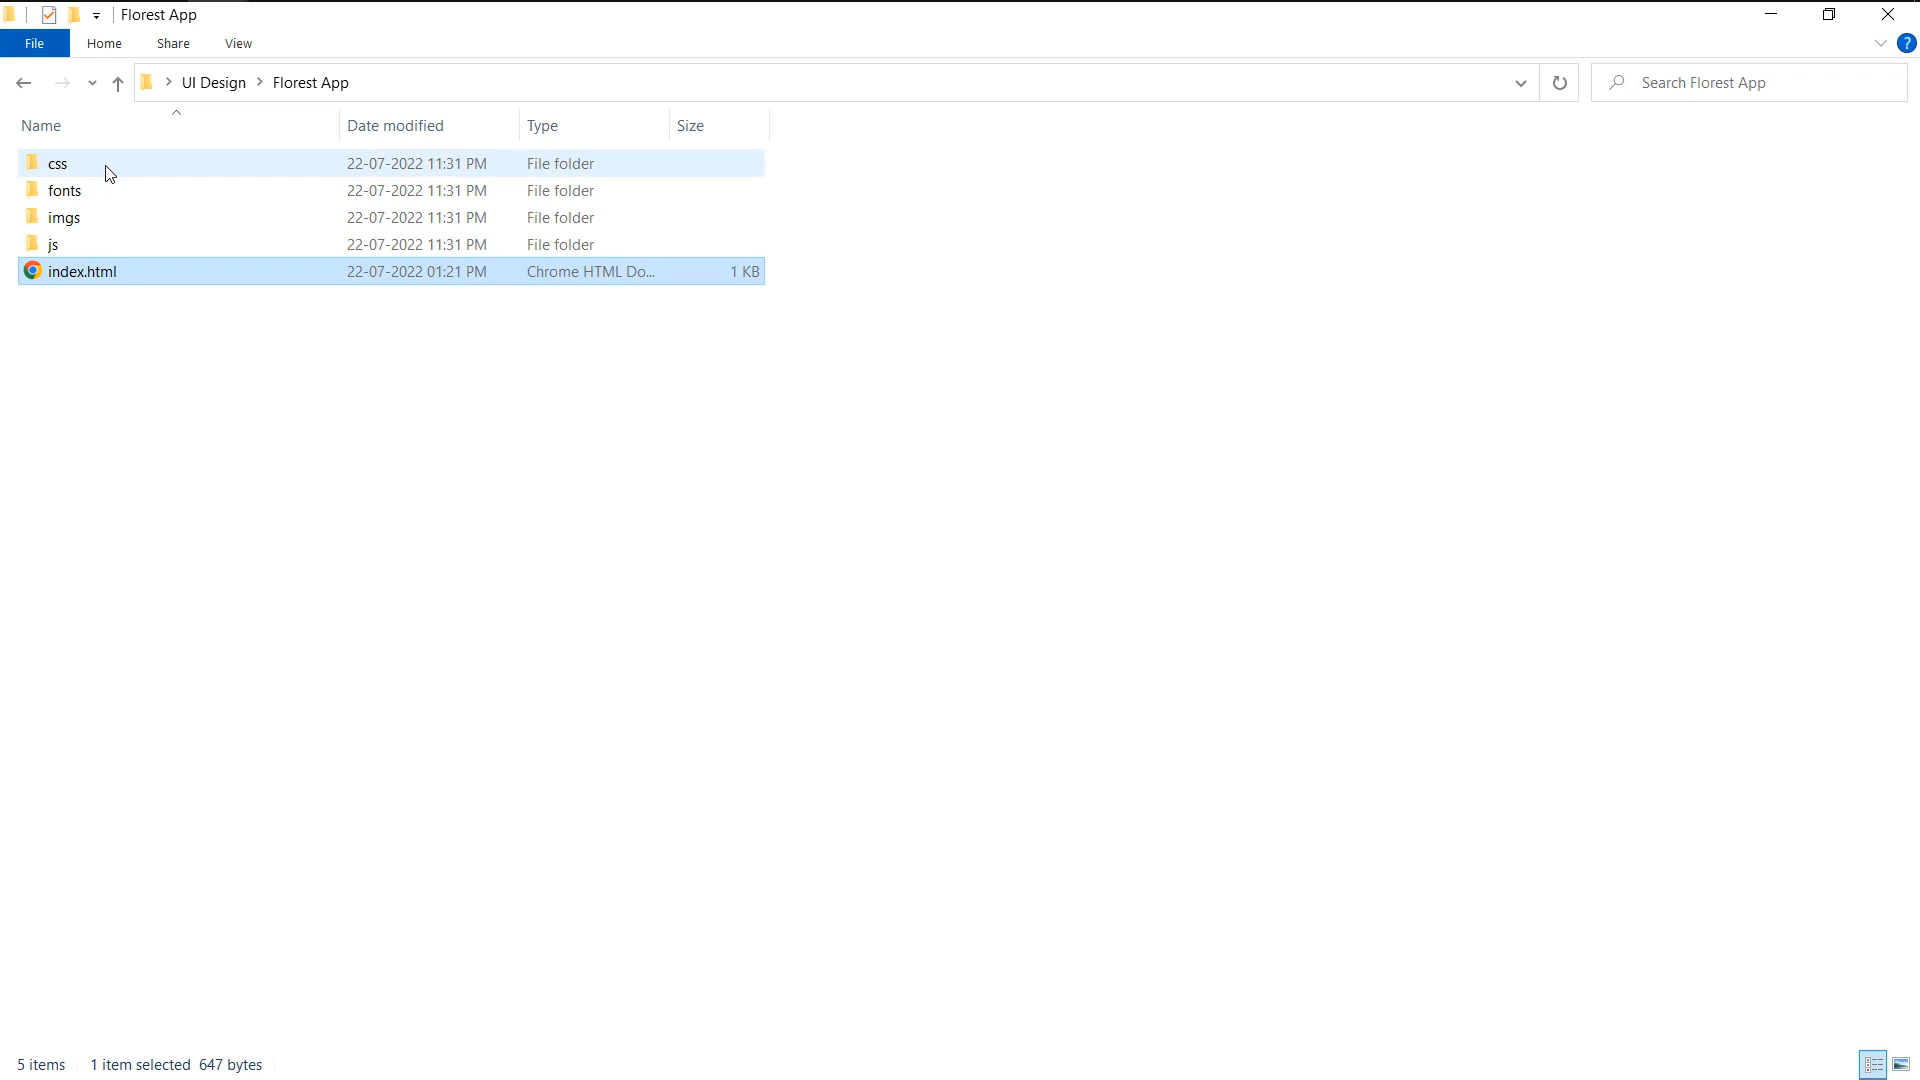 Florest App
File Home Share View
?
UI Design Florest App
Search Florest App
Name Date modified Type Size
css 22-07-2022 11:31 PM File folder
fonts 22-07-2022 11:31 PM File folder
imgs 22-07-2022 11:31 PM File folder
js 22-07-2022 11:31 PM File folder
index.html 22-07-2022 01:21 PM Chrome HTML Do... 1 KB
5 items 1 item selected 647 bytes